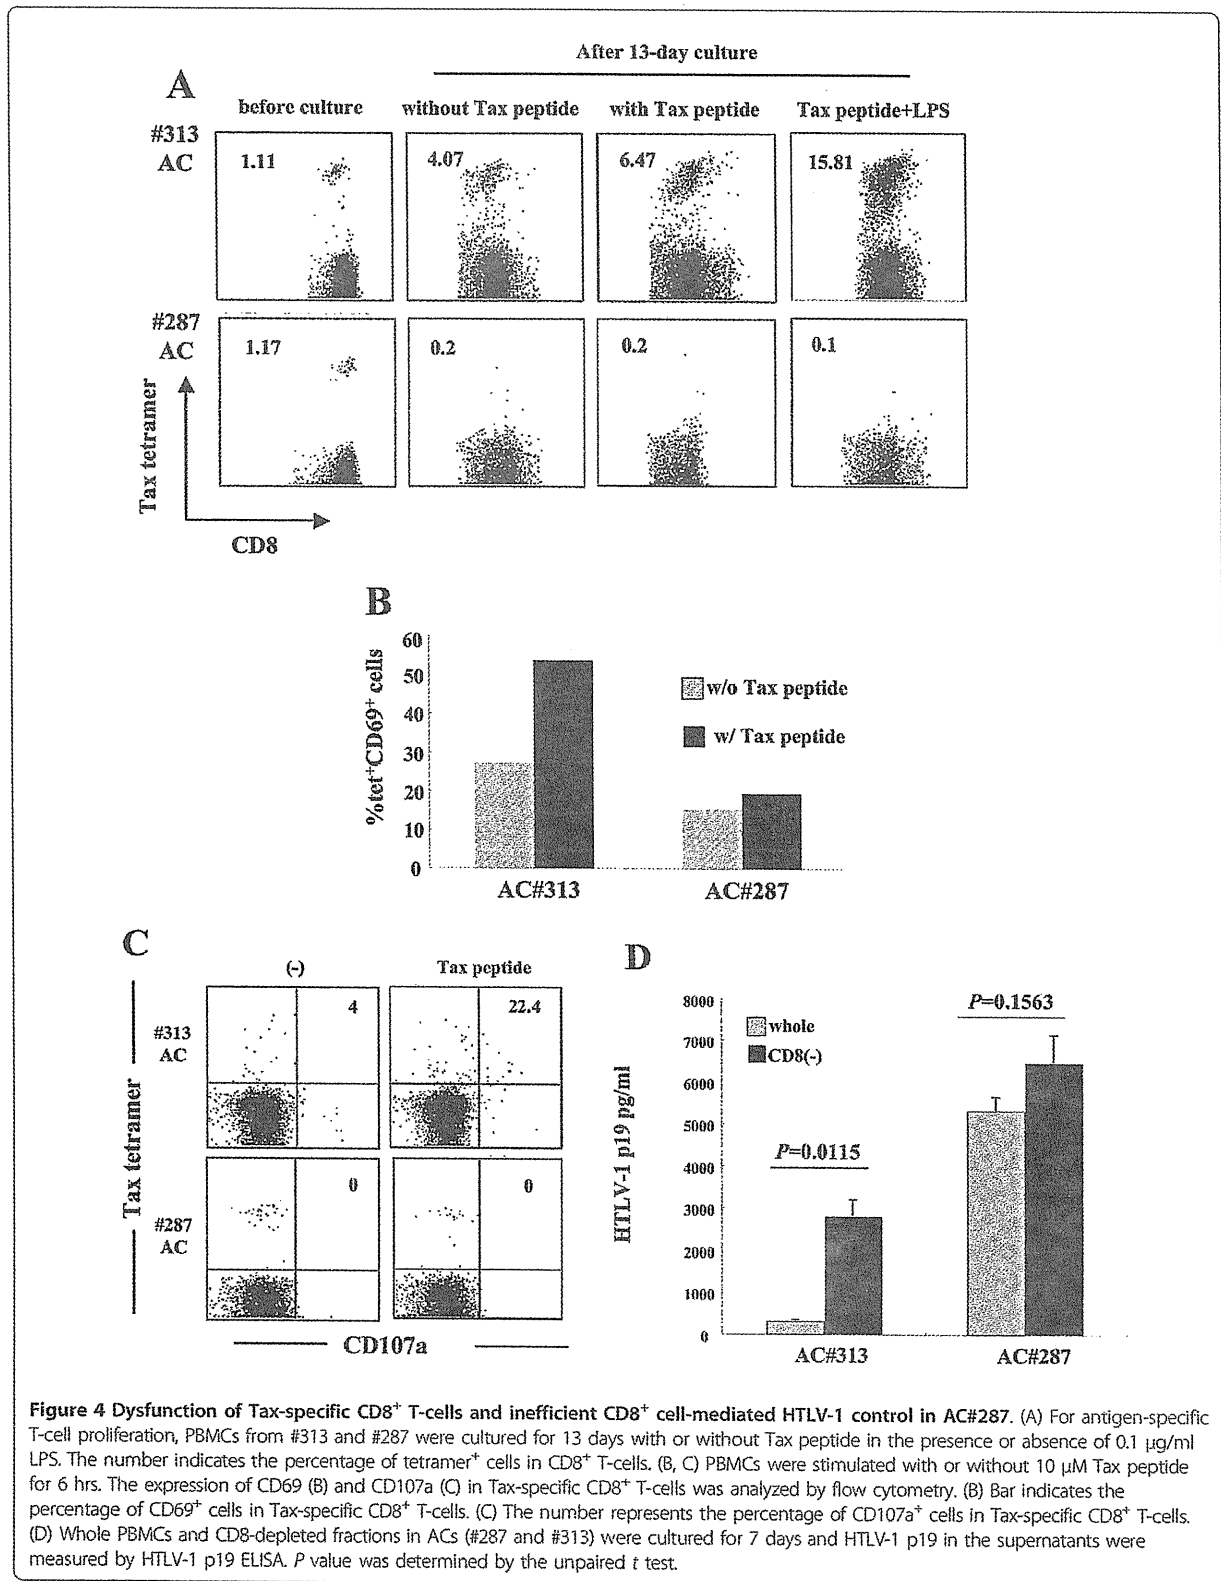 After 13-day culture
A
before culture
without Tax peptide
with Tax peptide
Tax peptide+LPS
#313
AC
1.11
4.07
6.47
15.81
#287
AC
1.17
0.2
0.2
0.1
Tax tetramer
CD8
B
%tet⁺CD69⁺ cells
60
50
40
30
20
10
0
w/o Tax peptide
w/ Tax peptide
AC#313
AC#287
C
(-)
Tax peptide
#313
AC
4
22.4
#287
AC
0
0
Tax tetramer
CD107a
D
HTLV-1 p19 pg/ml
8000
7000
6000
5000
4000
3000
2000
1000
0
whole
CD8(-)
P=0.0115
P=0.1563
AC#313
AC#287
Figure 4 Dysfunction of Tax-specific CD8⁺ T-cells and inefficient CD8⁺ cell-mediated HTLV-1 control in AC#287. (A) For antigen-specific
T-cell proliferation, PBMCs from #313 and #287 were cultured for 13 days with or without Tax peptide in the presence or absence of 0.1 μg/ml
LPS. The number indicates the percentage of tetramer⁺ cells in CD8⁺ T-cells. (B, C) PBMCs were stimulated with or without 10 μM Tax peptide
for 6 hrs. The expression of CD69 (B) and CD107a (C) in Tax-specific CD8⁺ T-cells was analyzed by flow cytometry. (B) Bar indicates the
percentage of CD69⁺ cells in Tax-specific CD8⁺ T-cells. (C) The number represents the percentage of CD107a⁺ cells in Tax-specific CD8⁺ T-cells.
(D) Whole PBMCs and CD8-depleted fractions in ACs (#287 and #313) were cultured for 7 days and HTLV-1 p19 in the supernatants were
measured by HTLV-1 p19 ELISA. P value was determined by the unpaired t test.